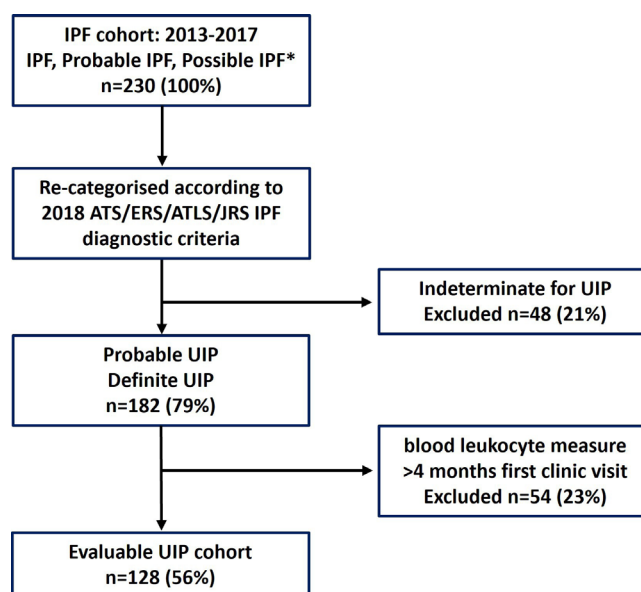 IPF cohort: 2013-2017
IPF, Probable IPF, Possible IPF*
n=230 (100%)
Re-categorised according to
2018 ATS/ERS/ATLS/JRS IPF
diagnostic criteria
Indeterminate for UIP
Excluded n=48 (21%)
Probable UIP
Definite UIP
n=182 (79%)
blood leukocyte measure
>4 months first clinic visit
Excluded n=54 (23%)
Evaluable UIP cohort
n=128 (56%)